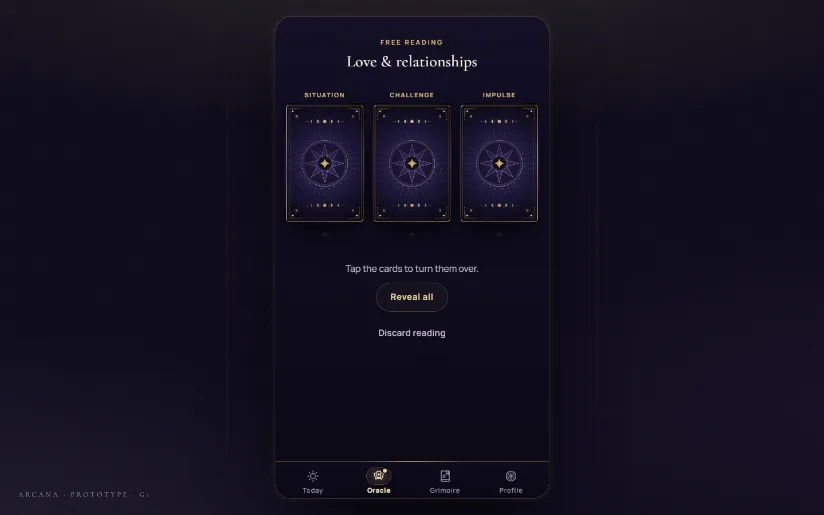 FREE READING
Love & relationships
SITUATION CHALLENGE IMPULSE
Tap the cards to turn them over.
Reveal all
Discard reading
Today Oracle Grimoire Profile
ARCANA · PROTOTYPE · G1